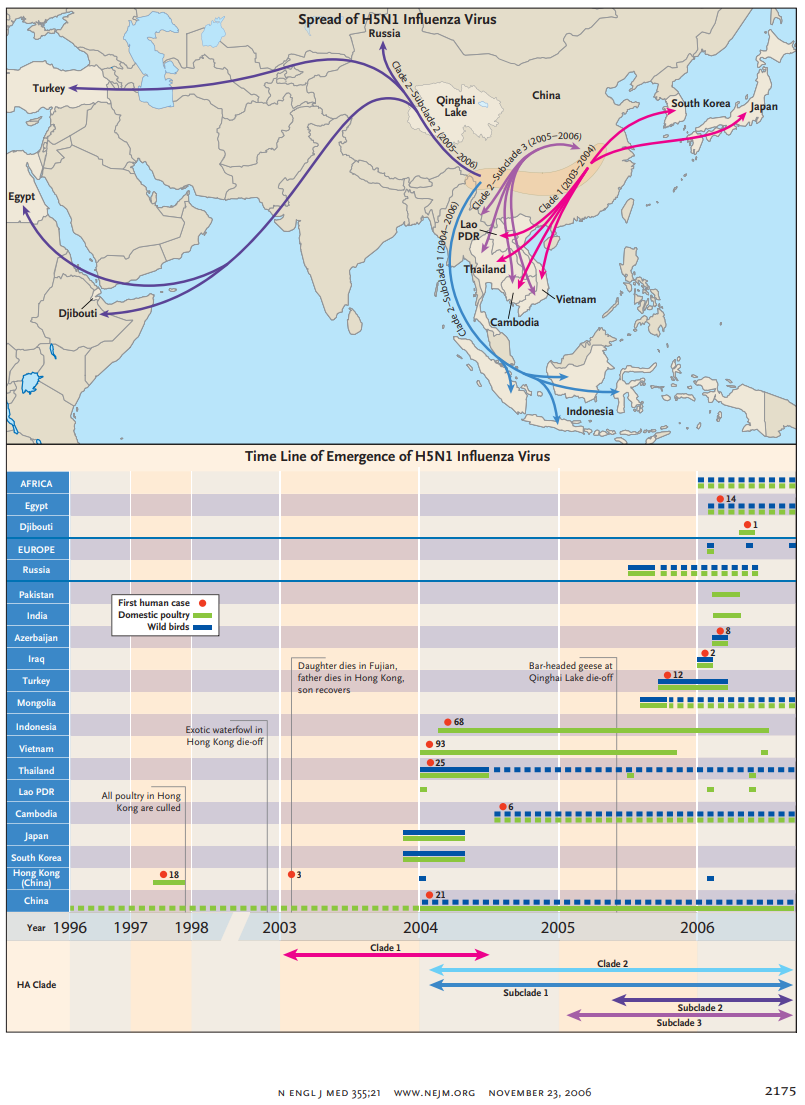 Spread of H5N1 Influenza Virus
Russia
Turkey
Clade 2–Subclade 2 (2005–2006)
Qinghai
Lake
China
South Korea
Japan
Clade 2–Subclade 3 (2005–2006)
Clade 1 (2003–2004)
Egypt
Clade 2–Subclade 1 (2004–2006)
Lao
PDR
Thailand
Vietnam
Djibouti
Cambodia
Indonesia
Time Line of Emergence of H5N1 Influenza Virus
AFRICA
Egypt 14
Djibouti 1
EUROPE
Russia
Pakistan
First human case
Domestic poultry
Wild birds
India
Azerbaijan 8
Iraq 2
Daughter dies in Fujian,
father dies in Hong Kong,
son recovers
Bar-headed geese at
Qinghai Lake die-off
Turkey 12
Mongolia
Indonesia 68
Exotic waterfowl in
Hong Kong die-off
Vietnam 93
Thailand 25
Lao PDR
All poultry in Hong
Kong are culled
Cambodia 6
Japan
South Korea
Hong Kong
(China)
18 3
China 21
Year 1996 1997 1998 2003 2004 2005 2006
HA Clade
Clade 1
Clade 2
Subclade 1
Subclade 2
Subclade 3
N ENGL J MED 355;21 WWW.NEJM.ORG NOVEMBER 23, 2006 2175